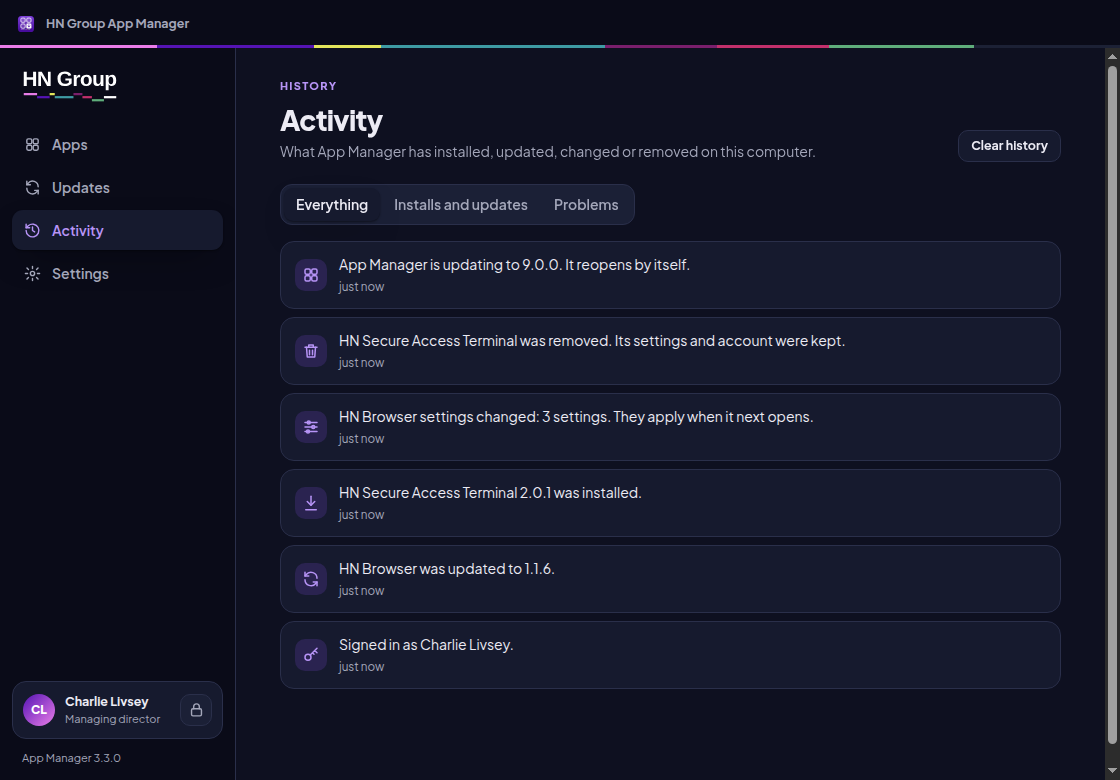 HN Group App Manager
HN Group
Apps
Updates
Activity
Settings
HISTORY
Activity
What App Manager has installed, updated, changed or removed on this computer.
Clear history
Everything
Installs and updates
Problems
App Manager is updating to 9.0.0. It reopens by itself.
just now
HN Secure Access Terminal was removed. Its settings and account were kept.
just now
HN Browser settings changed: 3 settings. They apply when it next opens.
just now
HN Secure Access Terminal 2.0.1 was installed.
just now
HN Browser was updated to 1.1.6.
just now
Signed in as Charlie Livsey.
just now
CL
Charlie Livsey
Managing director
App Manager 3.3.0